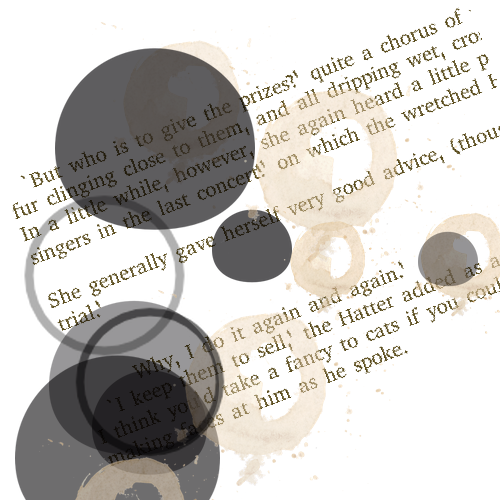 `But who is to give the prizes?' quite a chorus of
fur clinging close to them, and all dripping wet, cro
In a little while, however, she again heard a little p
singers in the last concert!' on which the wretched
She generally gave herself very good advice, (thou
trial.'
Why, I do it again and again.'
`I keep them to sell,' the Hatter added as a
I think you'd take a fancy to cats if you coul
making faces at him as he spoke.